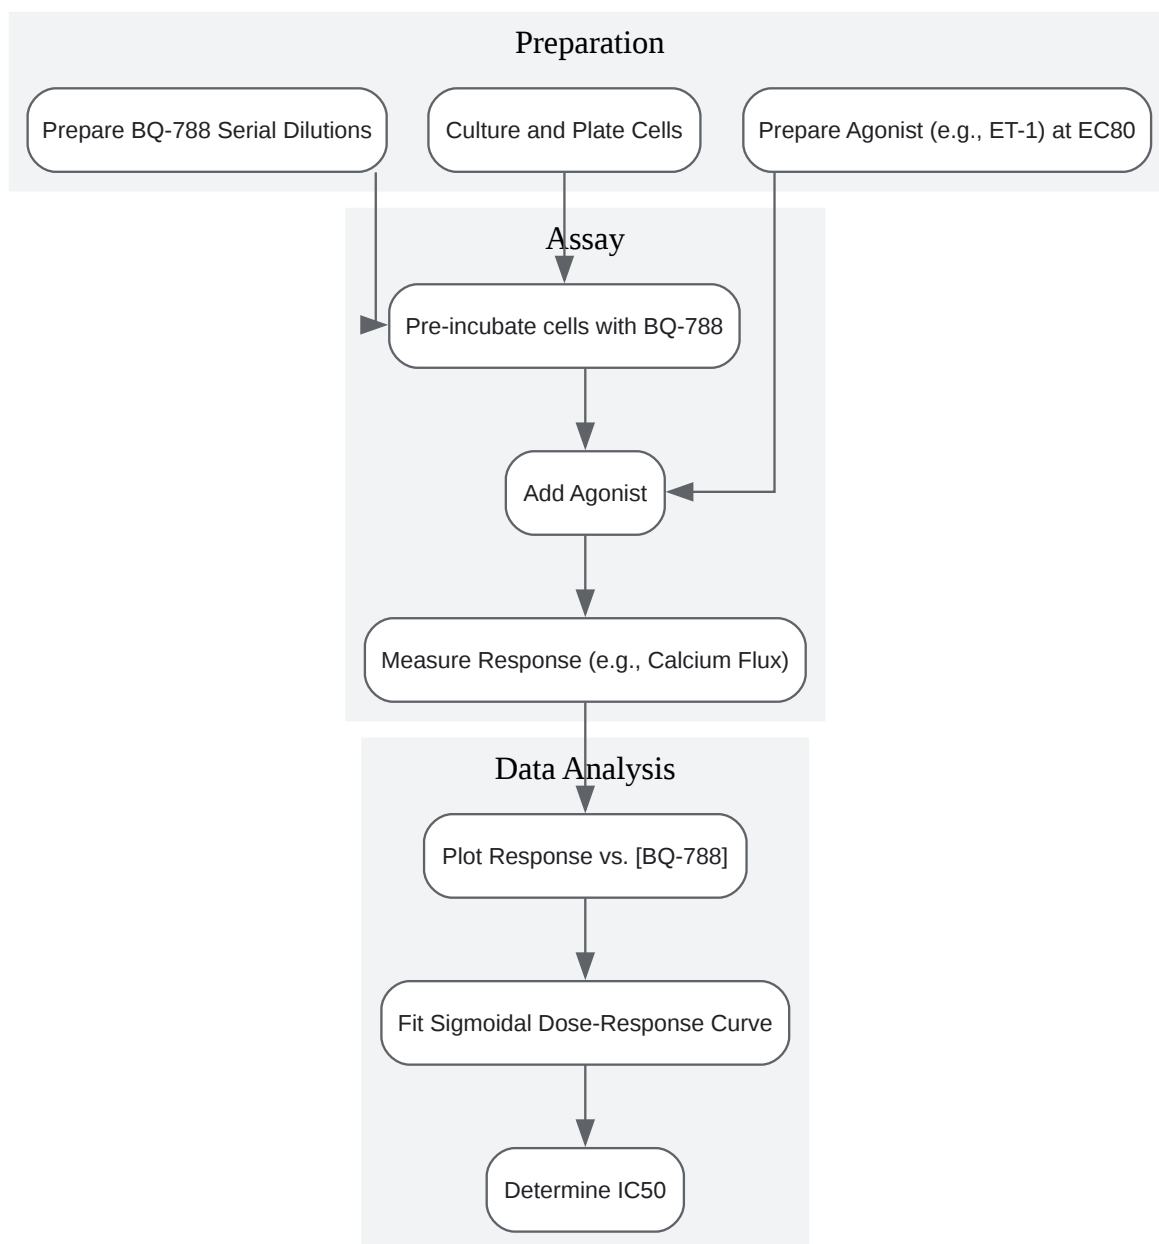 Preparation
Prepare BQ-788 Serial Dilutions
Culture and Plate Cells
Prepare Agonist (e.g., ET-1) at EC80
Assay
Pre-incubate cells with BQ-788
Add Agonist
Measure Response (e.g., Calcium Flux)
Data Analysis
Plot Response vs. [BQ-788]
Fit Sigmoidal Dose-Response Curve
Determine IC50